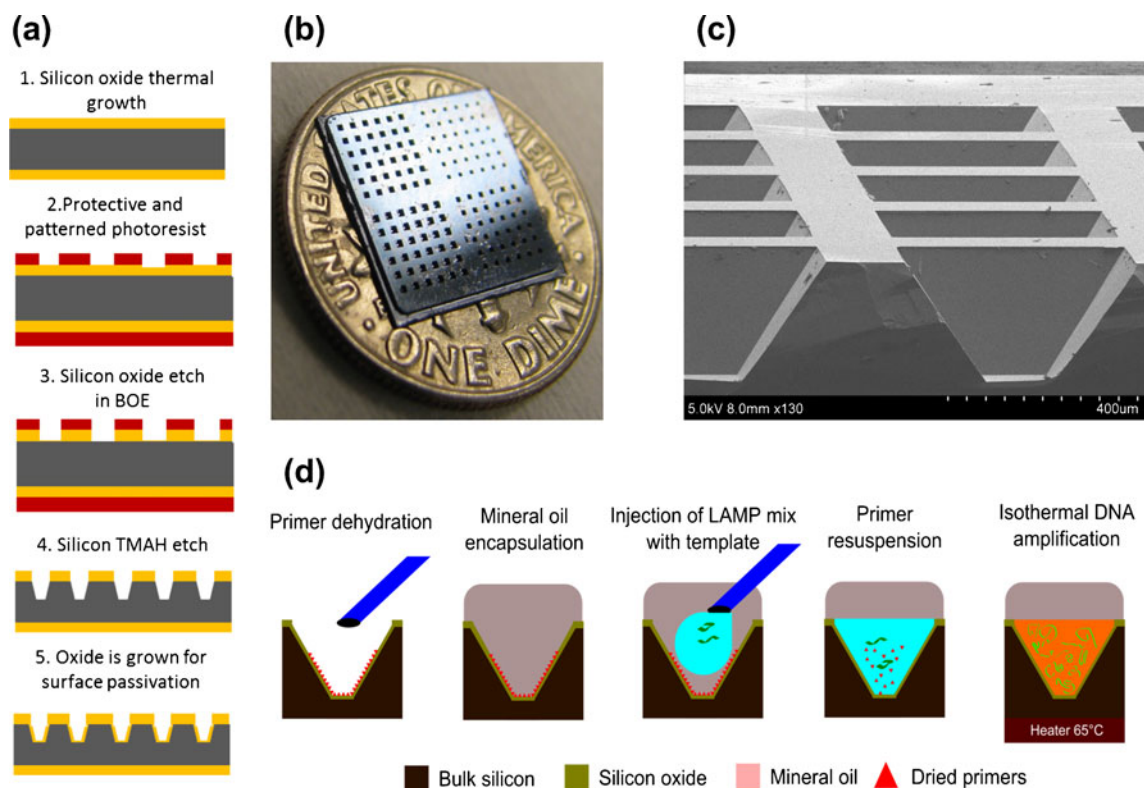 (a)
1. Silicon oxide thermal
growth
2.Protective and
patterned photoresist
3. Silicon oxide etch
in BOE
4. Silicon TMAH etch
5. Oxide is grown for
surface passivation
(b)
UNITED STATES OF AMERICA
ONE DIME
(c)
5.0kV 8.0mm x130
400um
(d)
Primer dehydration
Mineral oil
encapsulation
Injection of LAMP mix
with template
Primer
resuspension
Isothermal DNA
amplification
Heater 65°C
Bulk silicon
Silicon oxide
Mineral oil
Dried primers